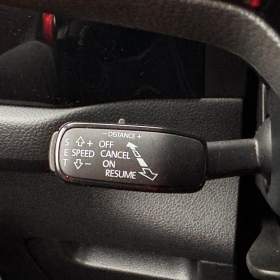 − DISTANCE +
S + OFF
E SPEED CANCEL
T − ON
RESUME